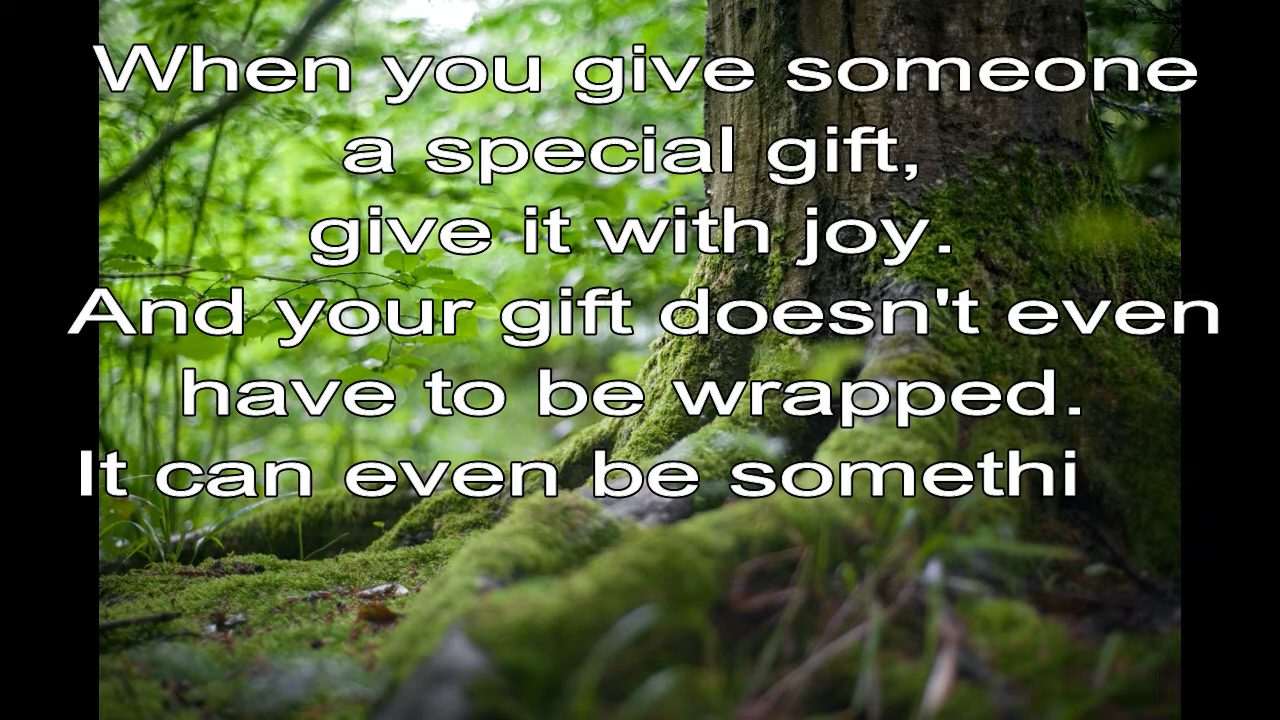 When you give someone
a special gift,
give it with joy.
And your gift doesn't even
have to be wrapped.
It can even be somethi